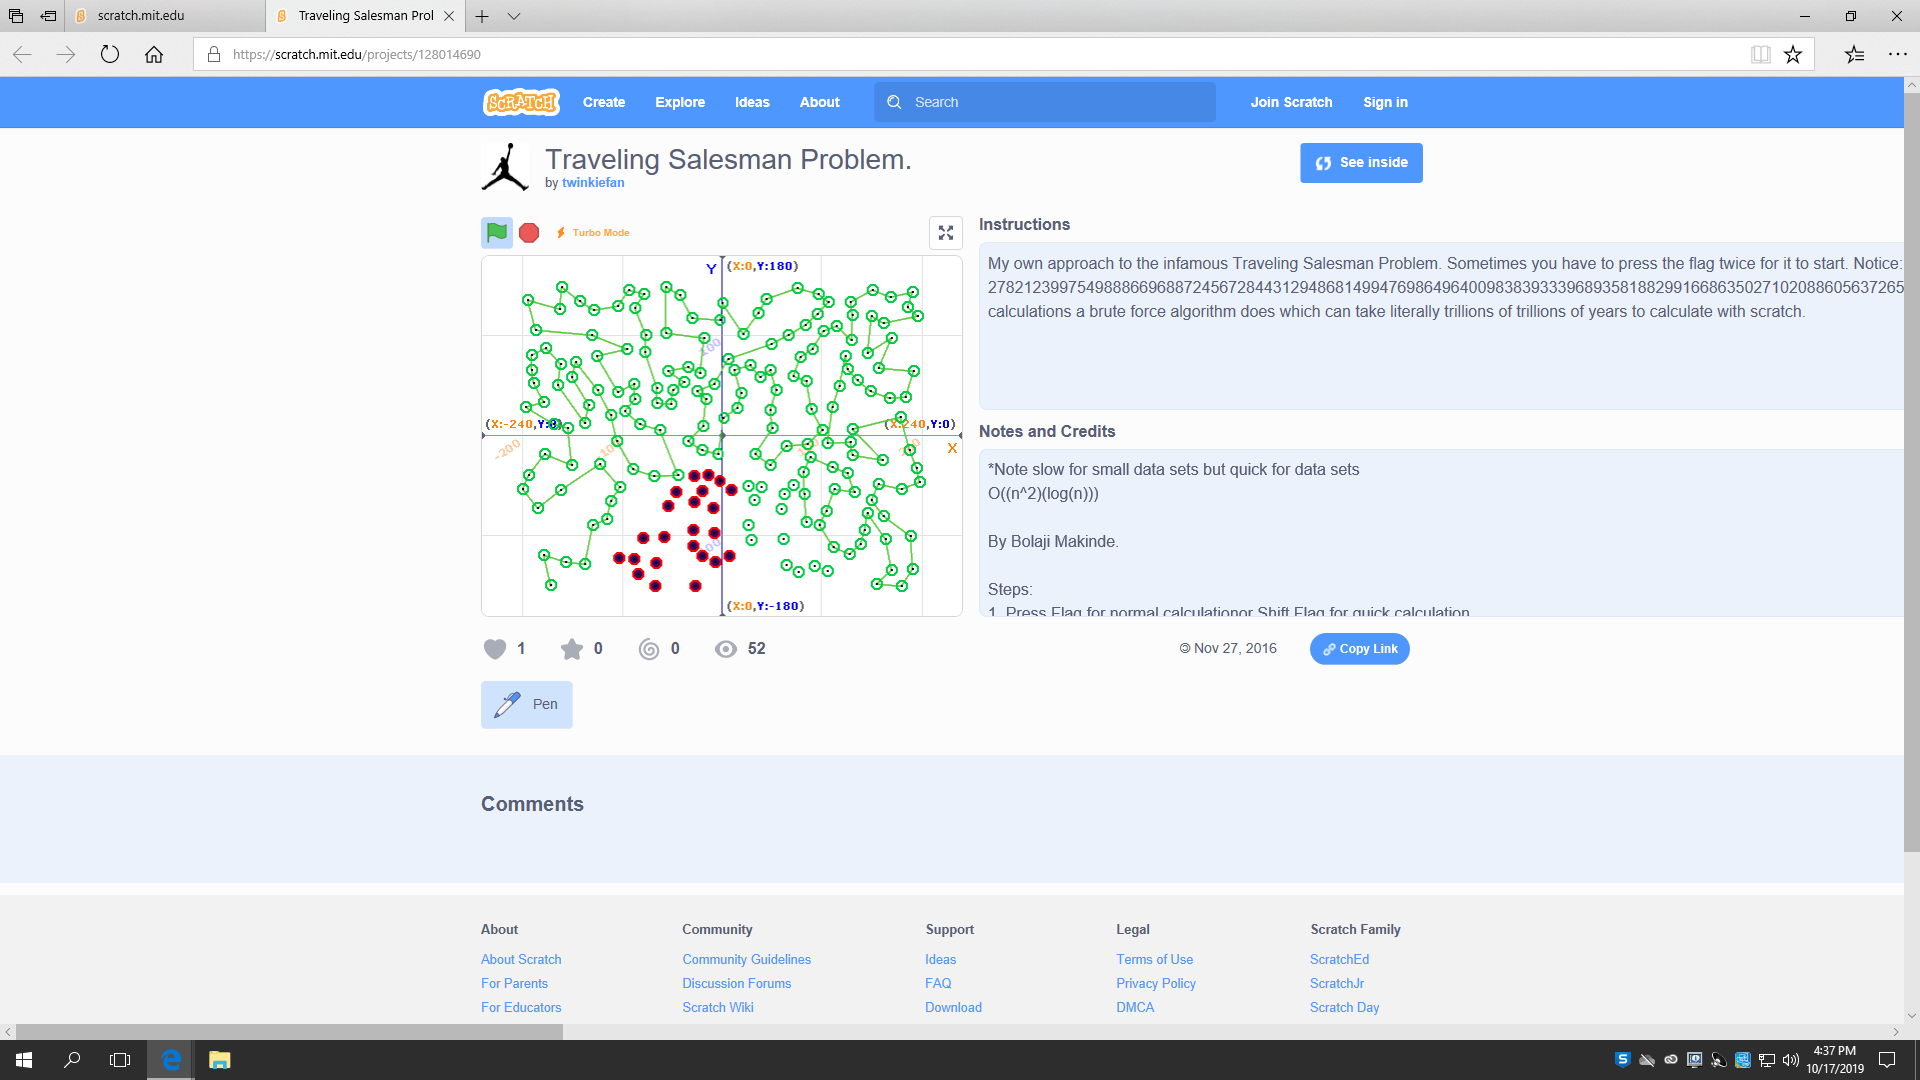 scratch.mit.edu
Traveling Salesman Prol
https://scratch.mit.edu/projects/128014690
SCRATCH
Create
Explore
Ideas
About
Search
Join Scratch
Sign in
Traveling Salesman Problem.
by twinkiefan
See inside
Turbo Mode
Instructions
My own approach to the infamous Traveling Salesman Problem. Sometimes you have to press the flag twice for it to start. Notice:
calculations a brute force algorithm does which can take literally trillions of trillions of years to calculate with scratch.
Y
(X:0,Y:180)
(X:-240,Y:0)
(X:240,Y:0)
X
-200
(X:0,Y:-180)
Notes and Credits
*Note slow for small data sets but quick for data sets
O((n^2)(log(n)))
By Bolaji Makinde.
Steps:
1. Press Flag for normal calculationor Shift Flag for quick calculation
1
0
0
52
Nov 27, 2016
Copy Link
Pen
Comments
About
Community
Support
Legal
Scratch Family
About Scratch
Community Guidelines
Ideas
Terms of Use
ScratchEd
For Parents
Discussion Forums
FAQ
Privacy Policy
ScratchJr
For Educators
Scratch Wiki
Download
DMCA
Scratch Day
4:37 PM
10/17/2019